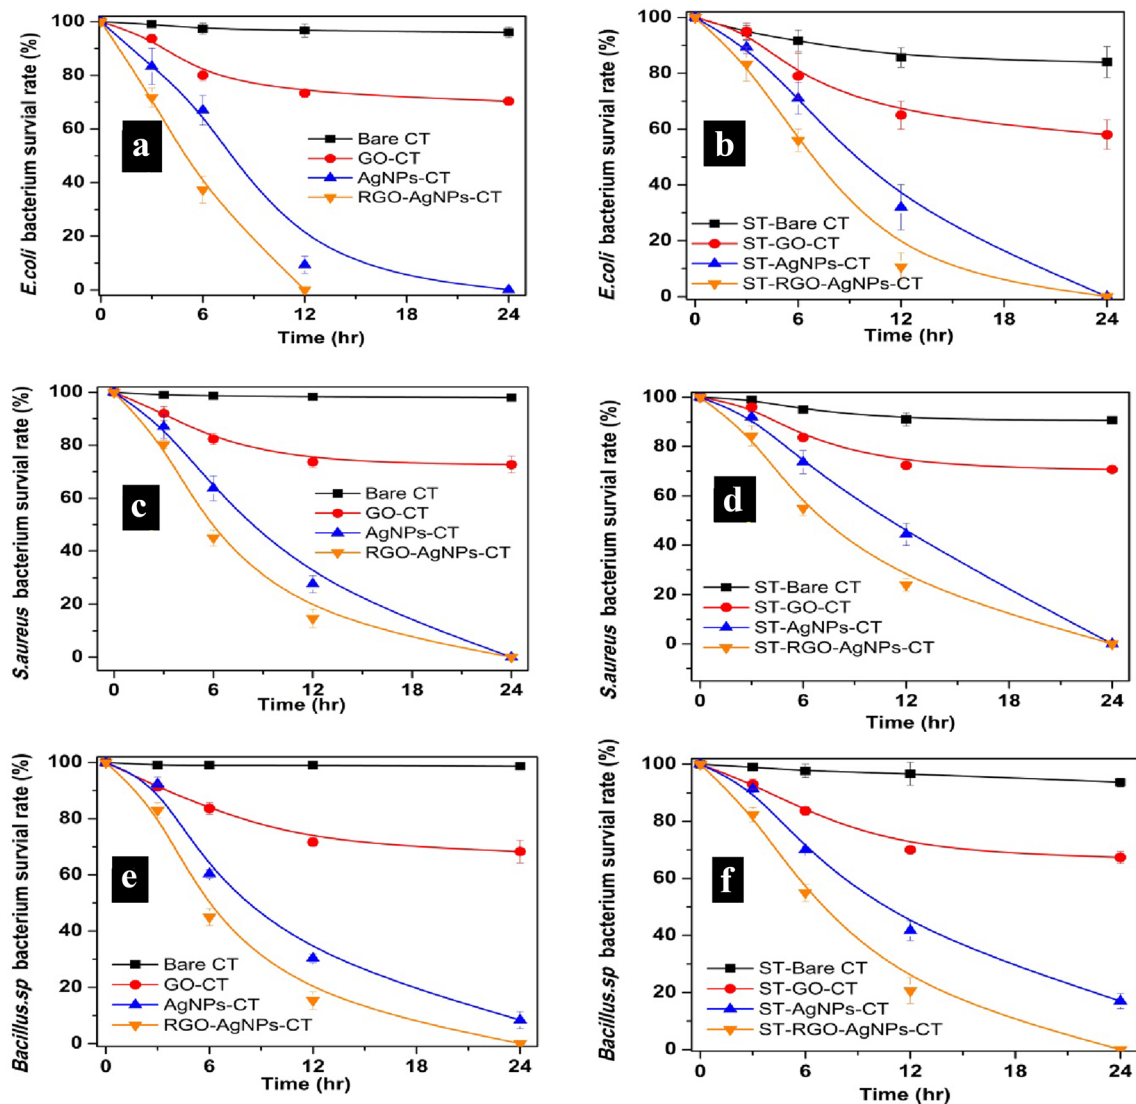 E.coli bacterium survial rate (%)
100
80
60
40
20
0
a
Bare CT
GO-CT
AgNPs-CT
RGO-AgNPs-CT
0 6 12 18 24
Time (hr)
E.coli bacterium survial rate (%)
100
80
60
40
20
0
b
ST-Bare CT
ST-GO-CT
ST-AgNPs-CT
ST-RGO-AgNPs-CT
0 6 12 18 24
Time (hr)
S.aureus bacterium survial rate (%)
100
80
60
40
20
0
c
Bare CT
GO-CT
AgNPs-CT
RGO-AgNPs-CT
0 6 12 18 24
Time (hr)
S.aureus bacterium survial rate (%)
100
80
60
40
20
0
d
ST-Bare CT
ST-GO-CT
ST-AgNPs-CT
ST-RGO-AgNPs-CT
0 6 12 18 24
Time (hr)
Bacillus.sp bacterium survial rate (%)
100
80
60
40
20
0
e
Bare CT
GO-CT
AgNPs-CT
RGO-AgNPs-CT
0 6 12 18 24
Time (hr)
Bacillus.sp bacterium survial rate (%)
100
80
60
40
20
0
f
ST-Bare CT
ST-GO-CT
ST-AgNPs-CT
ST-RGO-AgNPs-CT
0 6 12 18 24
Time (hr)